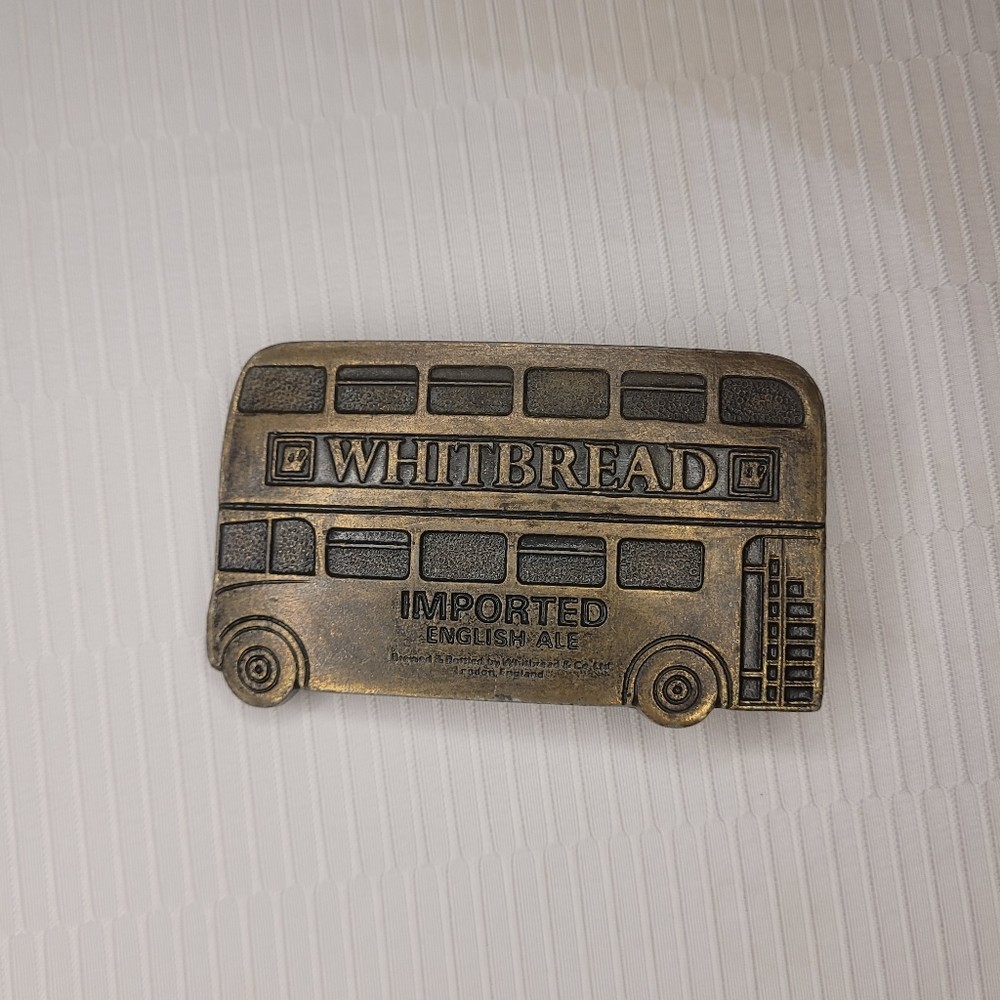 WHITBREAD
IMPORTED
ENGLISH ALE
Brewed & Bottled by Whitbread & Co. Ltd.
London, England